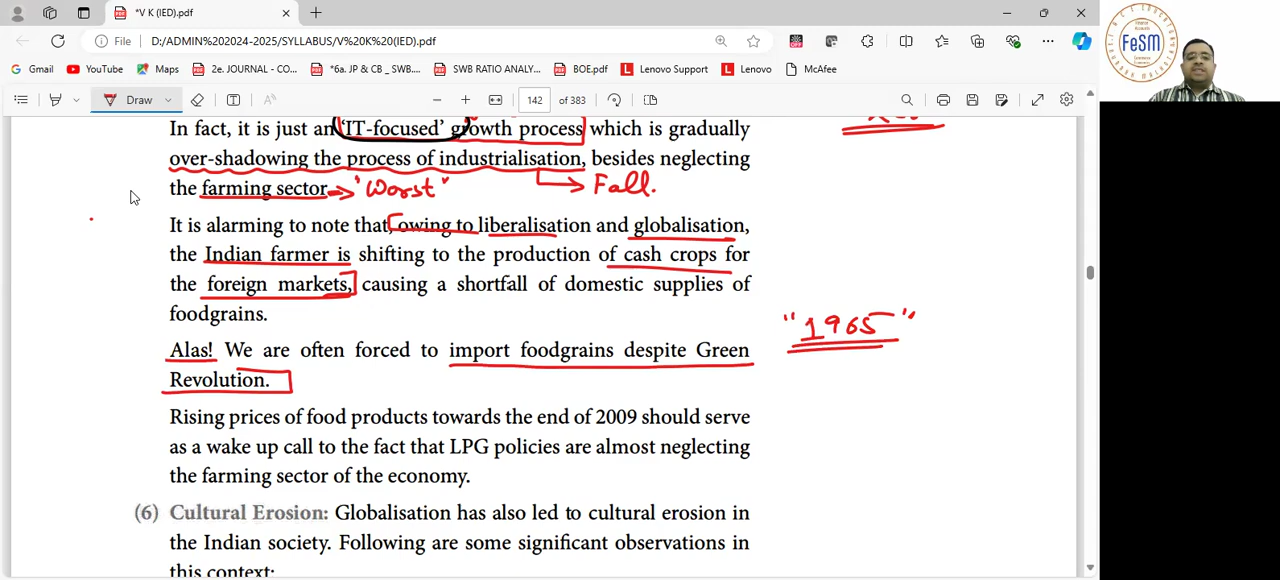 *V K (IED).pdf
File D:/ADMIN%202024-2025/SYLLABUS/V%20K%20(IED).pdf
Gmail YouTube Maps 2e. JOURNAL - CO... *6a. JP & CB _ SWB.... SWB RATIO ANALY... BOE.pdf Lenovo Support Lenovo McAfee
Draw 142 of 383
FeSM
In fact, it is just an 'IT-focused' growth process which is gradually
over-shadowing the process of industrialisation, besides neglecting
the farming sector "Worst" Fall.
It is alarming to note that, owing to liberalisation and globalisation,
the Indian farmer is shifting to the production of cash crops for
the foreign markets, causing a shortfall of domestic supplies of
foodgrains.
"1965"
Alas! We are often forced to import foodgrains despite Green
Revolution.
Rising prices of food products towards the end of 2009 should serve
as a wake up call to the fact that LPG policies are almost neglecting
the farming sector of the economy.
(6) Cultural Erosion: Globalisation has also led to cultural erosion in
the Indian society. Following are some significant observations in
this context: